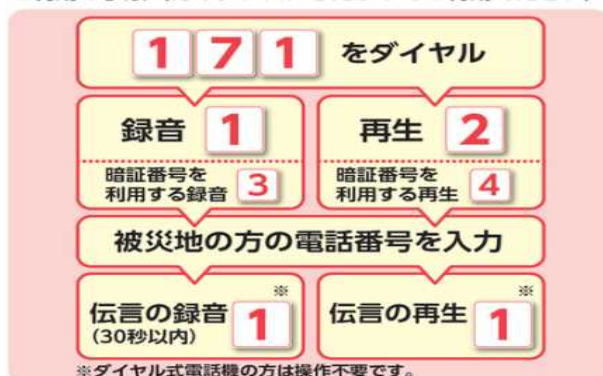 171をダイヤル
録音 1
再生 2
暗証番号を
利用する録音 3
暗証番号を
利用する再生 4
被災地の方の電話番号を入力
※
伝言の録音 1
(30秒以内)
※
伝言の再生 1
※ダイヤル式電話機の方は操作不要です。